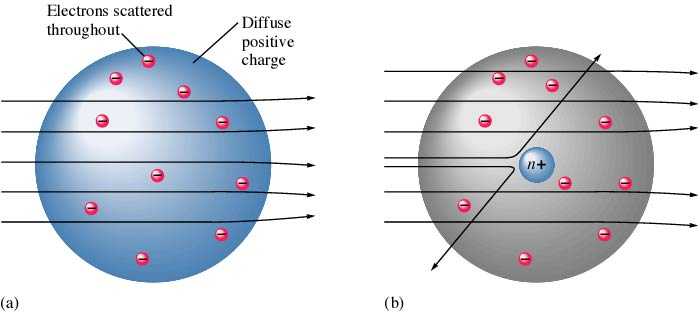 Electrons scattered
throughout
Diffuse
positive
charge
n+
(a)
(b)